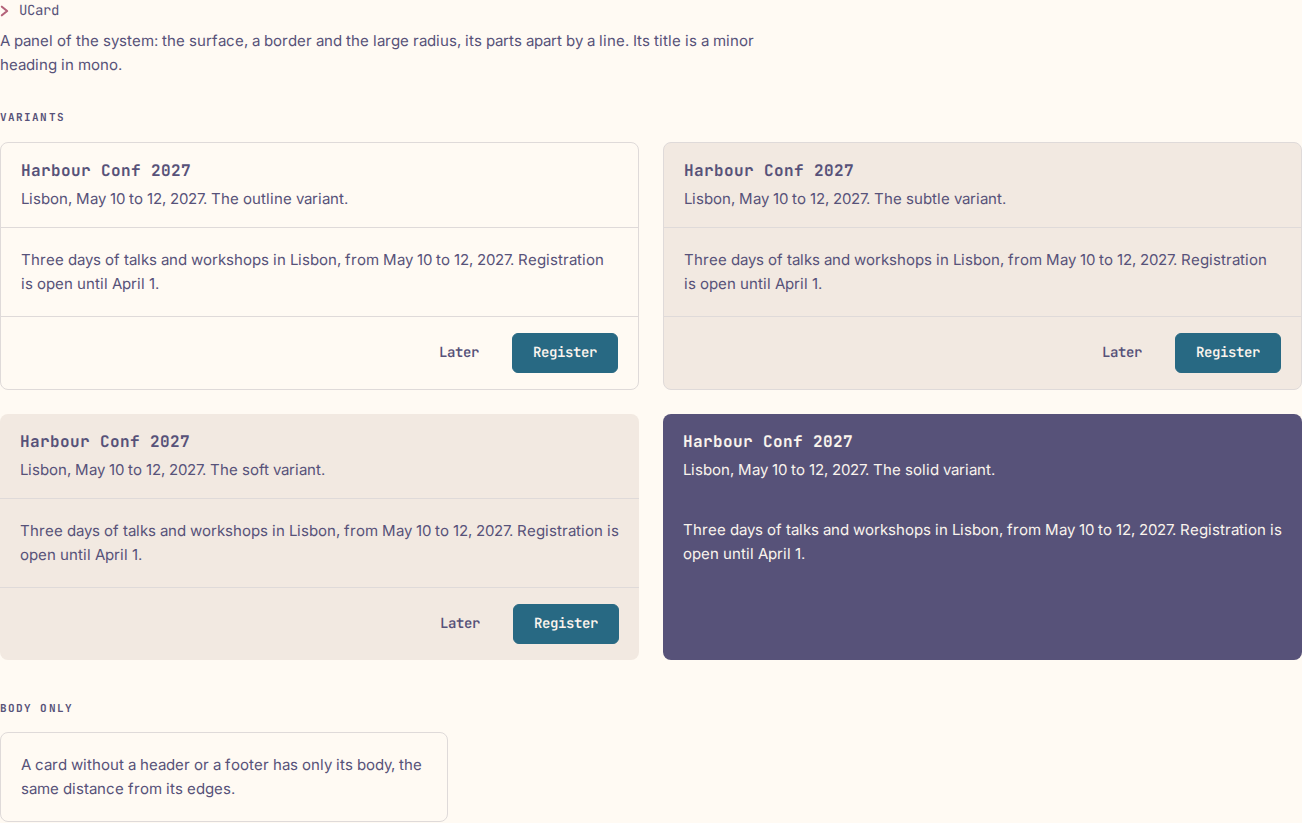 UCard
A panel of the system: the surface, a border and the large radius, its parts apart by a line. Its title is a minor
heading in mono.
VARIANTS
Harbour Conf 2027
Lisbon, May 10 to 12, 2027. The outline variant.
Three days of talks and workshops in Lisbon, from May 10 to 12, 2027. Registration
is open until April 1.
Later
Register
Harbour Conf 2027
Lisbon, May 10 to 12, 2027. The subtle variant.
Three days of talks and workshops in Lisbon, from May 10 to 12, 2027. Registration
is open until April 1.
Later
Register
Harbour Conf 2027
Lisbon, May 10 to 12, 2027. The soft variant.
Three days of talks and workshops in Lisbon, from May 10 to 12, 2027. Registration is
open until April 1.
Later
Register
Harbour Conf 2027
Lisbon, May 10 to 12, 2027. The solid variant.
Three days of talks and workshops in Lisbon, from May 10 to 12, 2027. Registration is
open until April 1.
BODY ONLY
A card without a header or a footer has only its body, the
same distance from its edges.